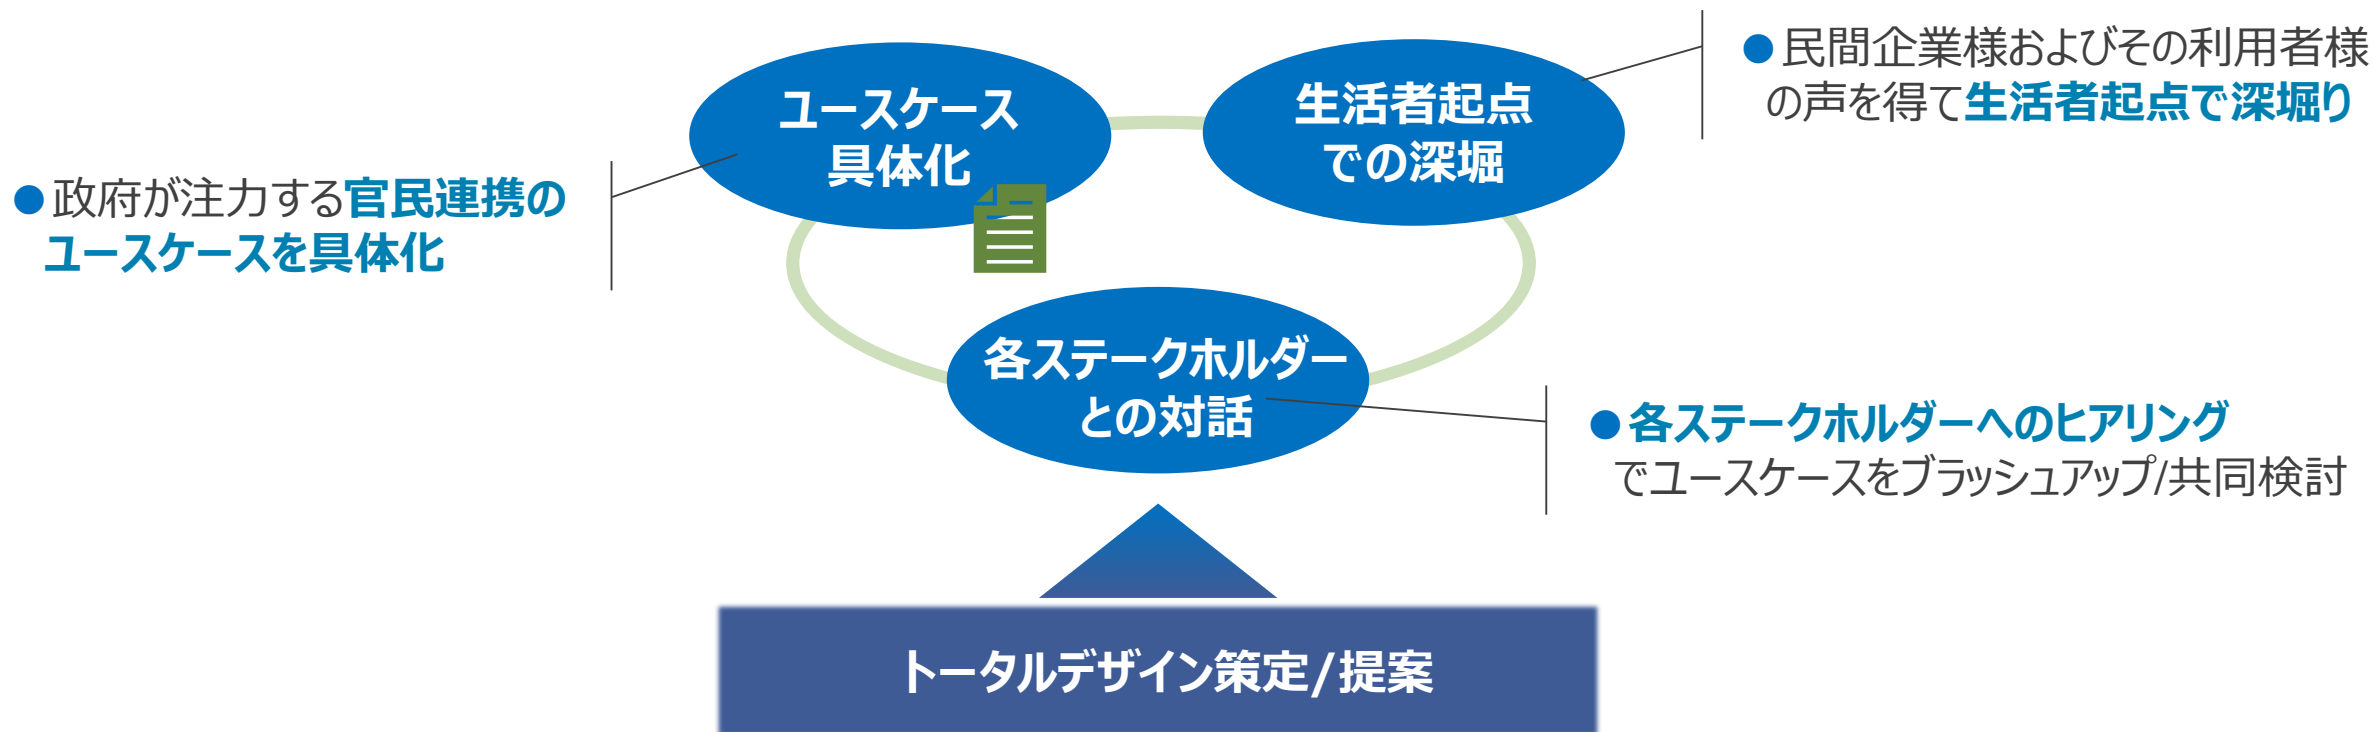 ユースケース
具体化
生活者起点
での深堀
●民間企業様およびその利用者様
の声を得て生活者起点で深堀り
●政府が注力する官民連携の
ユースケースを具体化
各ステークホルダー
との対話
●各ステークホルダーへのヒアリング
でユースケースをブラッシュアップ/共同検討
トータルデザイン策定/提案